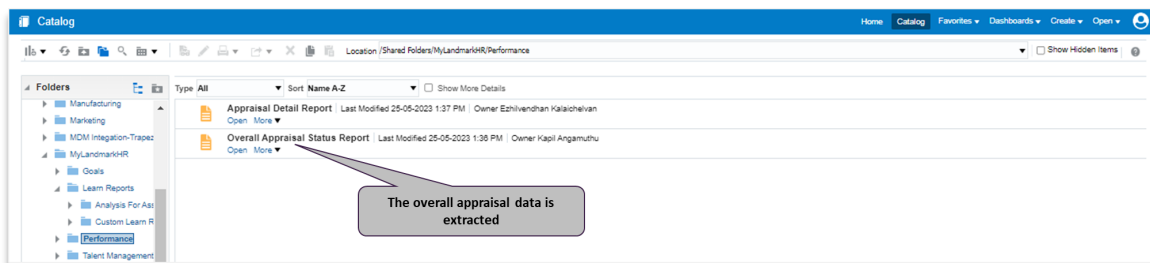 Catalog
Home Catalog Favorites Dashboards Create Open
Location /Shared Folders/MyLandmarkHR/Performance
Show Hidden Items
Folders
Type All Sort Name A-Z Show More Details
Manufacturing
Marketing
MDM Integation-Trapez
MyLandmarkHR
Goals
Learn Reports
Analysis For Ass
Custom Learn R
Performance
Talent Management
Appraisal Detail Report Last Modified 25-05-2023 1:37 PM Owner Ezhilvendhan Kalaichelvan
Open More
Overall Appraisal Status Report Last Modified 25-05-2023 1:36 PM Owner Kapil Angamuthu
Open More
The overall appraisal data is
extracted